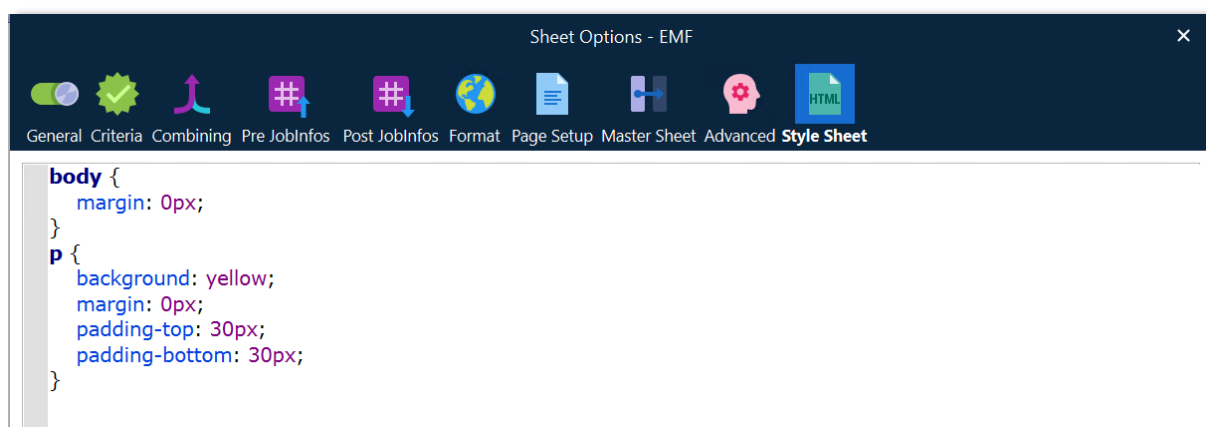 Sheet Options - EMF
#
#
HTML
General Criteria Combining Pre JobInfos Post JobInfos Format Page Setup Master Sheet Advanced Style Sheet
body {
margin: 0px;
}
p {
background: yellow;
margin: 0px;
padding-top: 30px;
padding-bottom: 30px;
}